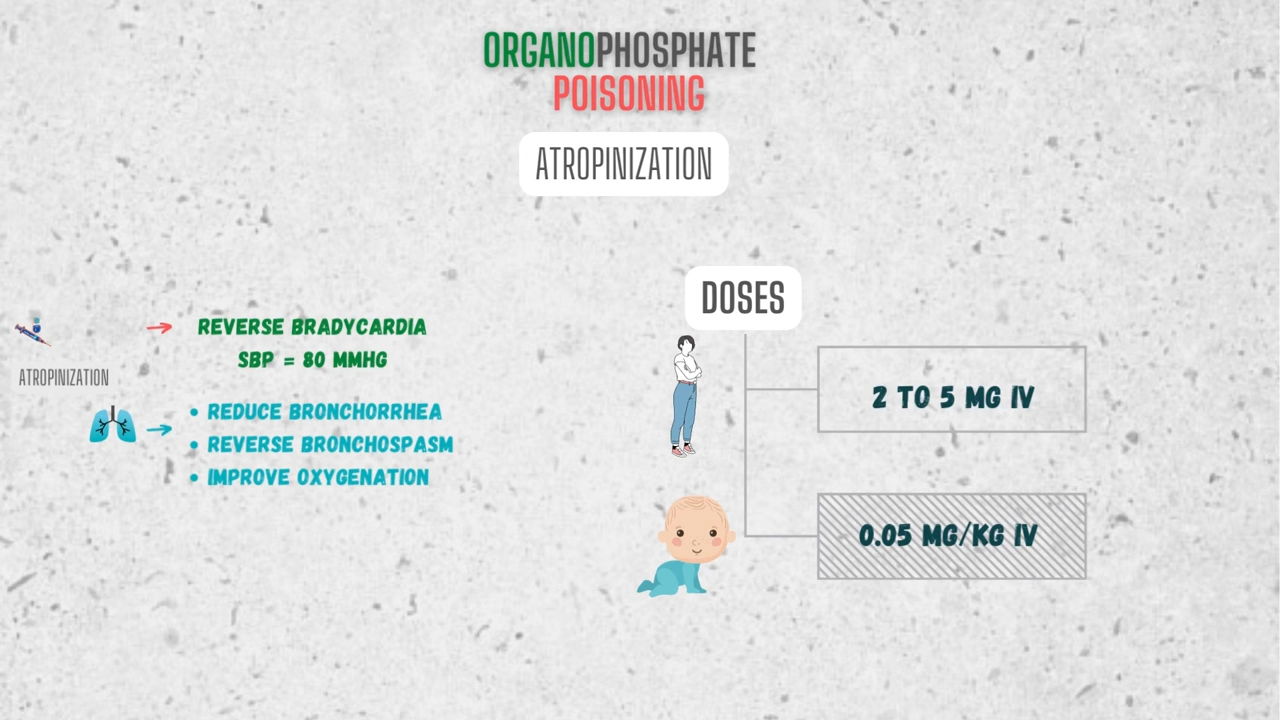 ORGANOPHOSPHATE
POISONING
ATROPINIZATION
REVERSE BRADYCARDIA
SBP = 80 MMHG
ATROPINIZATION
• REDUCE BRONCHORRHEA
• REVERSE BRONCHOSPASM
• IMPROVE OXYGENATION
DOSES
2 TO 5 MG IV
0.05 MG/KG IV